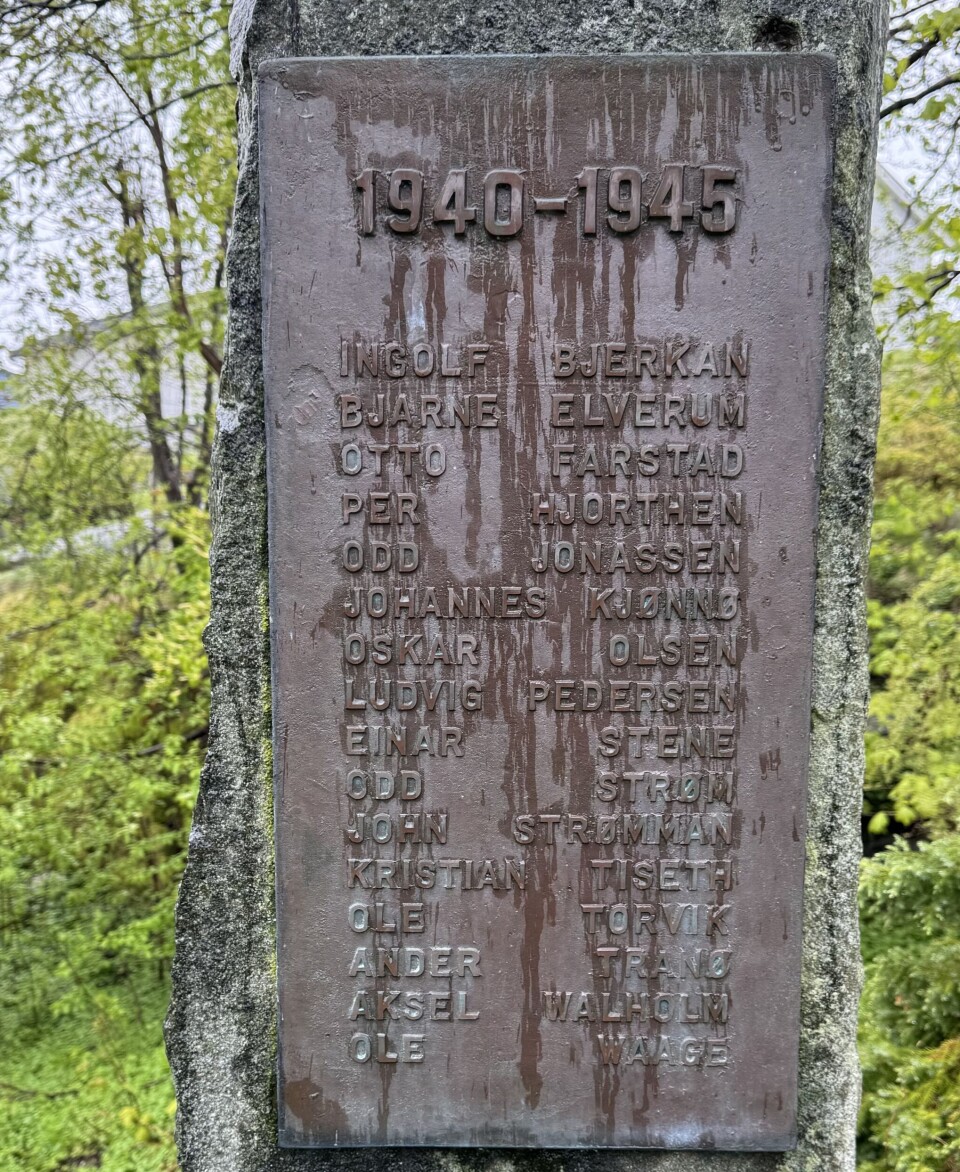 1940-1945
INGOLF BJERKAN
BJARNE ELVERUM
OTTO FARSTAD
PER HJORTHEN
ODD JONASSEN
JOHANNES KJØNNØ
OSKAR OLSEN
LUDVIG PEDERSEN
EINAR STENE
ODD STRØM
JOHN STRØMMAN
KRISTIAN TISETH
OLE TORVIK
ANDER TRANØ
AKSEL WALHOLM
OLE WAAGE